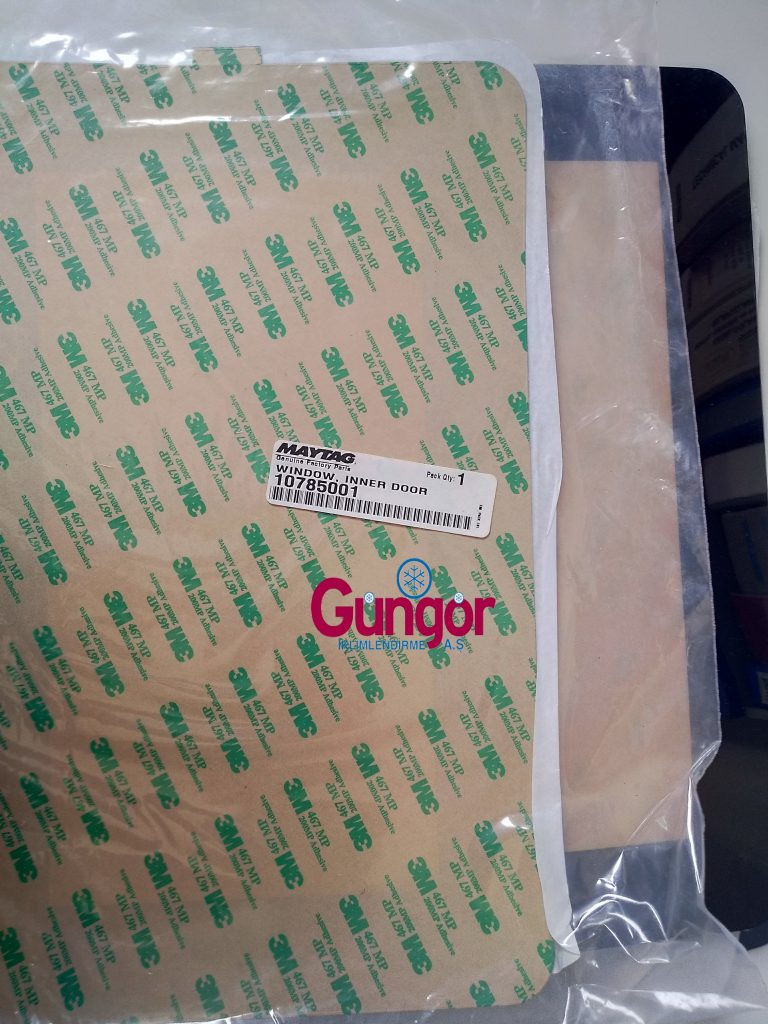 MAYTAG
Genuine Factory Parts
Pack Qty: 1
WINDOW, INNER DOOR
10785001
Gungör
İKLİMLENDİRME A.Ş
3M 467 MP
200MP Adhesive